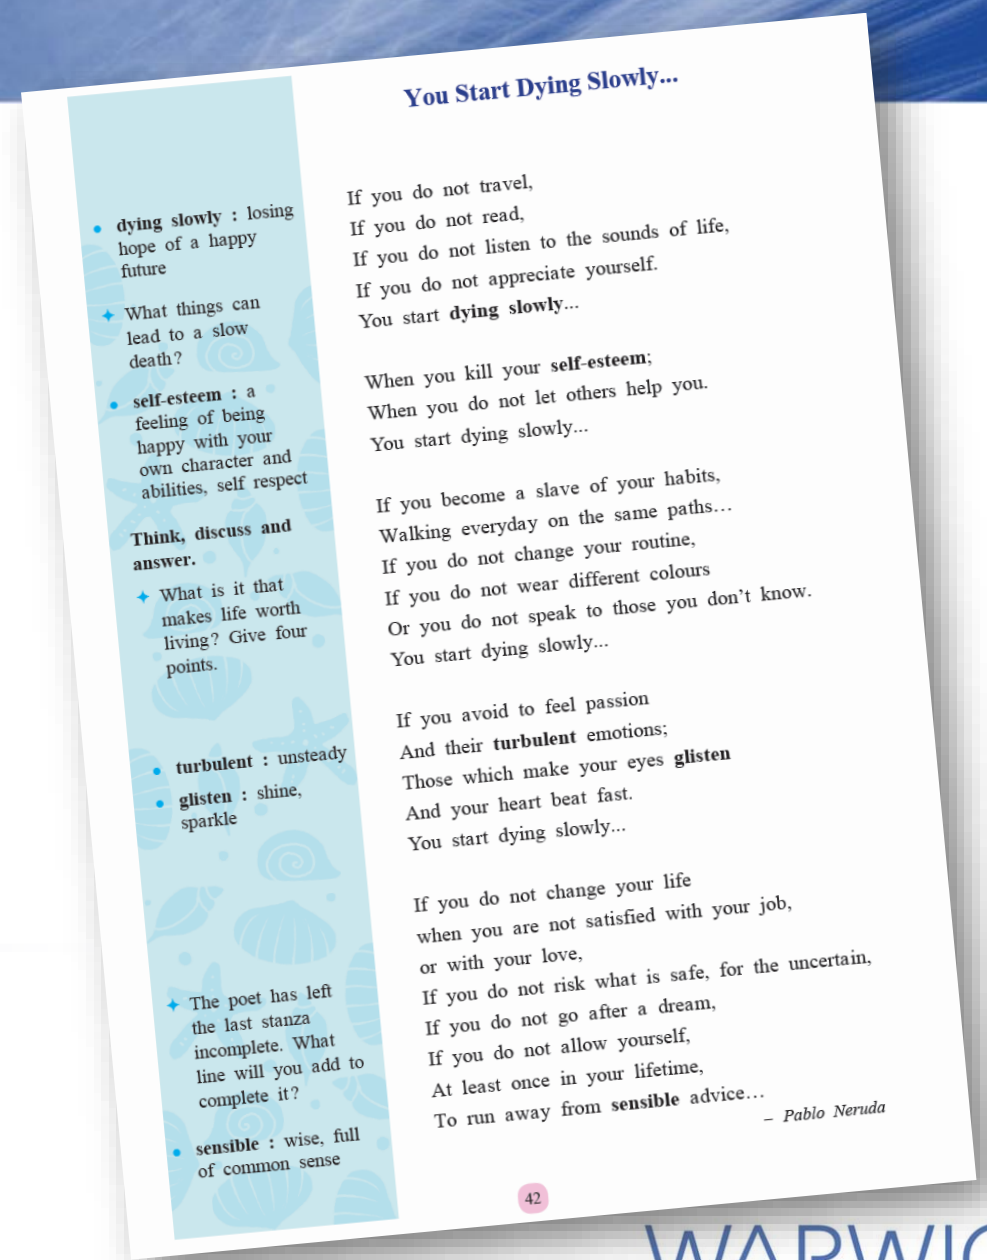 You Start Dying Slowly...
dying slowly : losing
hope of a happy
future
What things can
lead to a slow
death?
self-esteem : a
feeling of being
happy with your
own character and
abilities, self respect
Think, discuss and
answer.
What is it that
makes life worth
living? Give four
points.
turbulent : unsteady
glisten : shine,
sparkle
The poet has left
the last stanza
incomplete. What
line will you add to
complete it?
sensible : wise, full
of common sense
If you do not travel,
If you do not read,
If you do not listen to the sounds of life,
If you do not appreciate yourself.
You start dying slowly...
When you kill your self-esteem;
When you do not let others help you.
You start dying slowly...
If you become a slave of your habits,
Walking everyday on the same paths...
If you do not change your routine,
If you do not wear different colours
Or you do not speak to those you don't know.
You start dying slowly...
If you avoid to feel passion
And their turbulent emotions;
Those which make your eyes glisten
And your heart beat fast.
You start dying slowly...
If you do not change your life
when you are not satisfied with your job,
or with your love,
If you do not risk what is safe, for the uncertain,
If you do not go after a dream,
If you do not allow yourself,
At least once in your lifetime,
To run away from sensible advice...
– Pablo Neruda
42